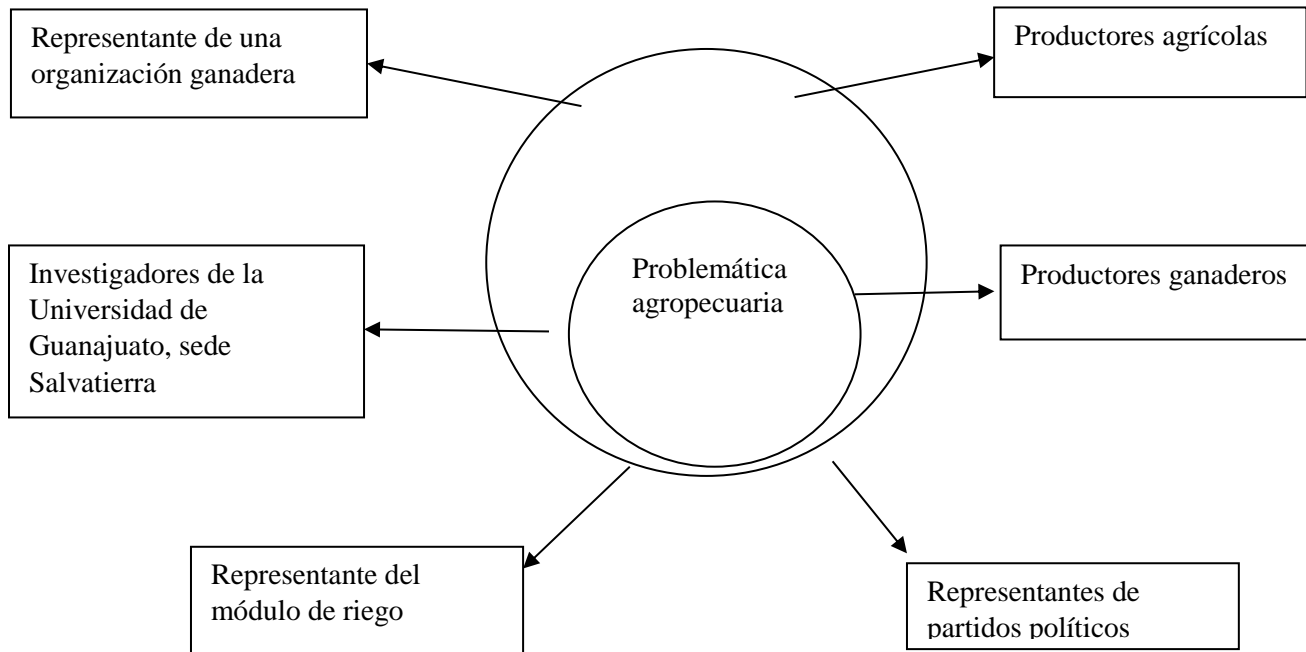 Representante de una
organización ganadera
Productores agrícolas
Investigadores de la
Universidad de
Guanajuato, sede
Salvatierra
Problemática
agropecuaria
Productores ganaderos
Representante del
módulo de riego
Representantes de
partidos políticos